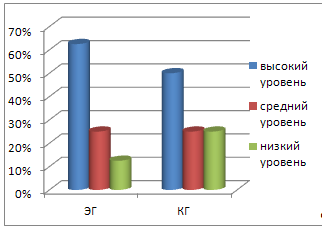 70%
60%
50%
40%
30%
20%
10%
0%
ЭГ
КГ
высокий
уровень
средний
уровень
низкий
уровень